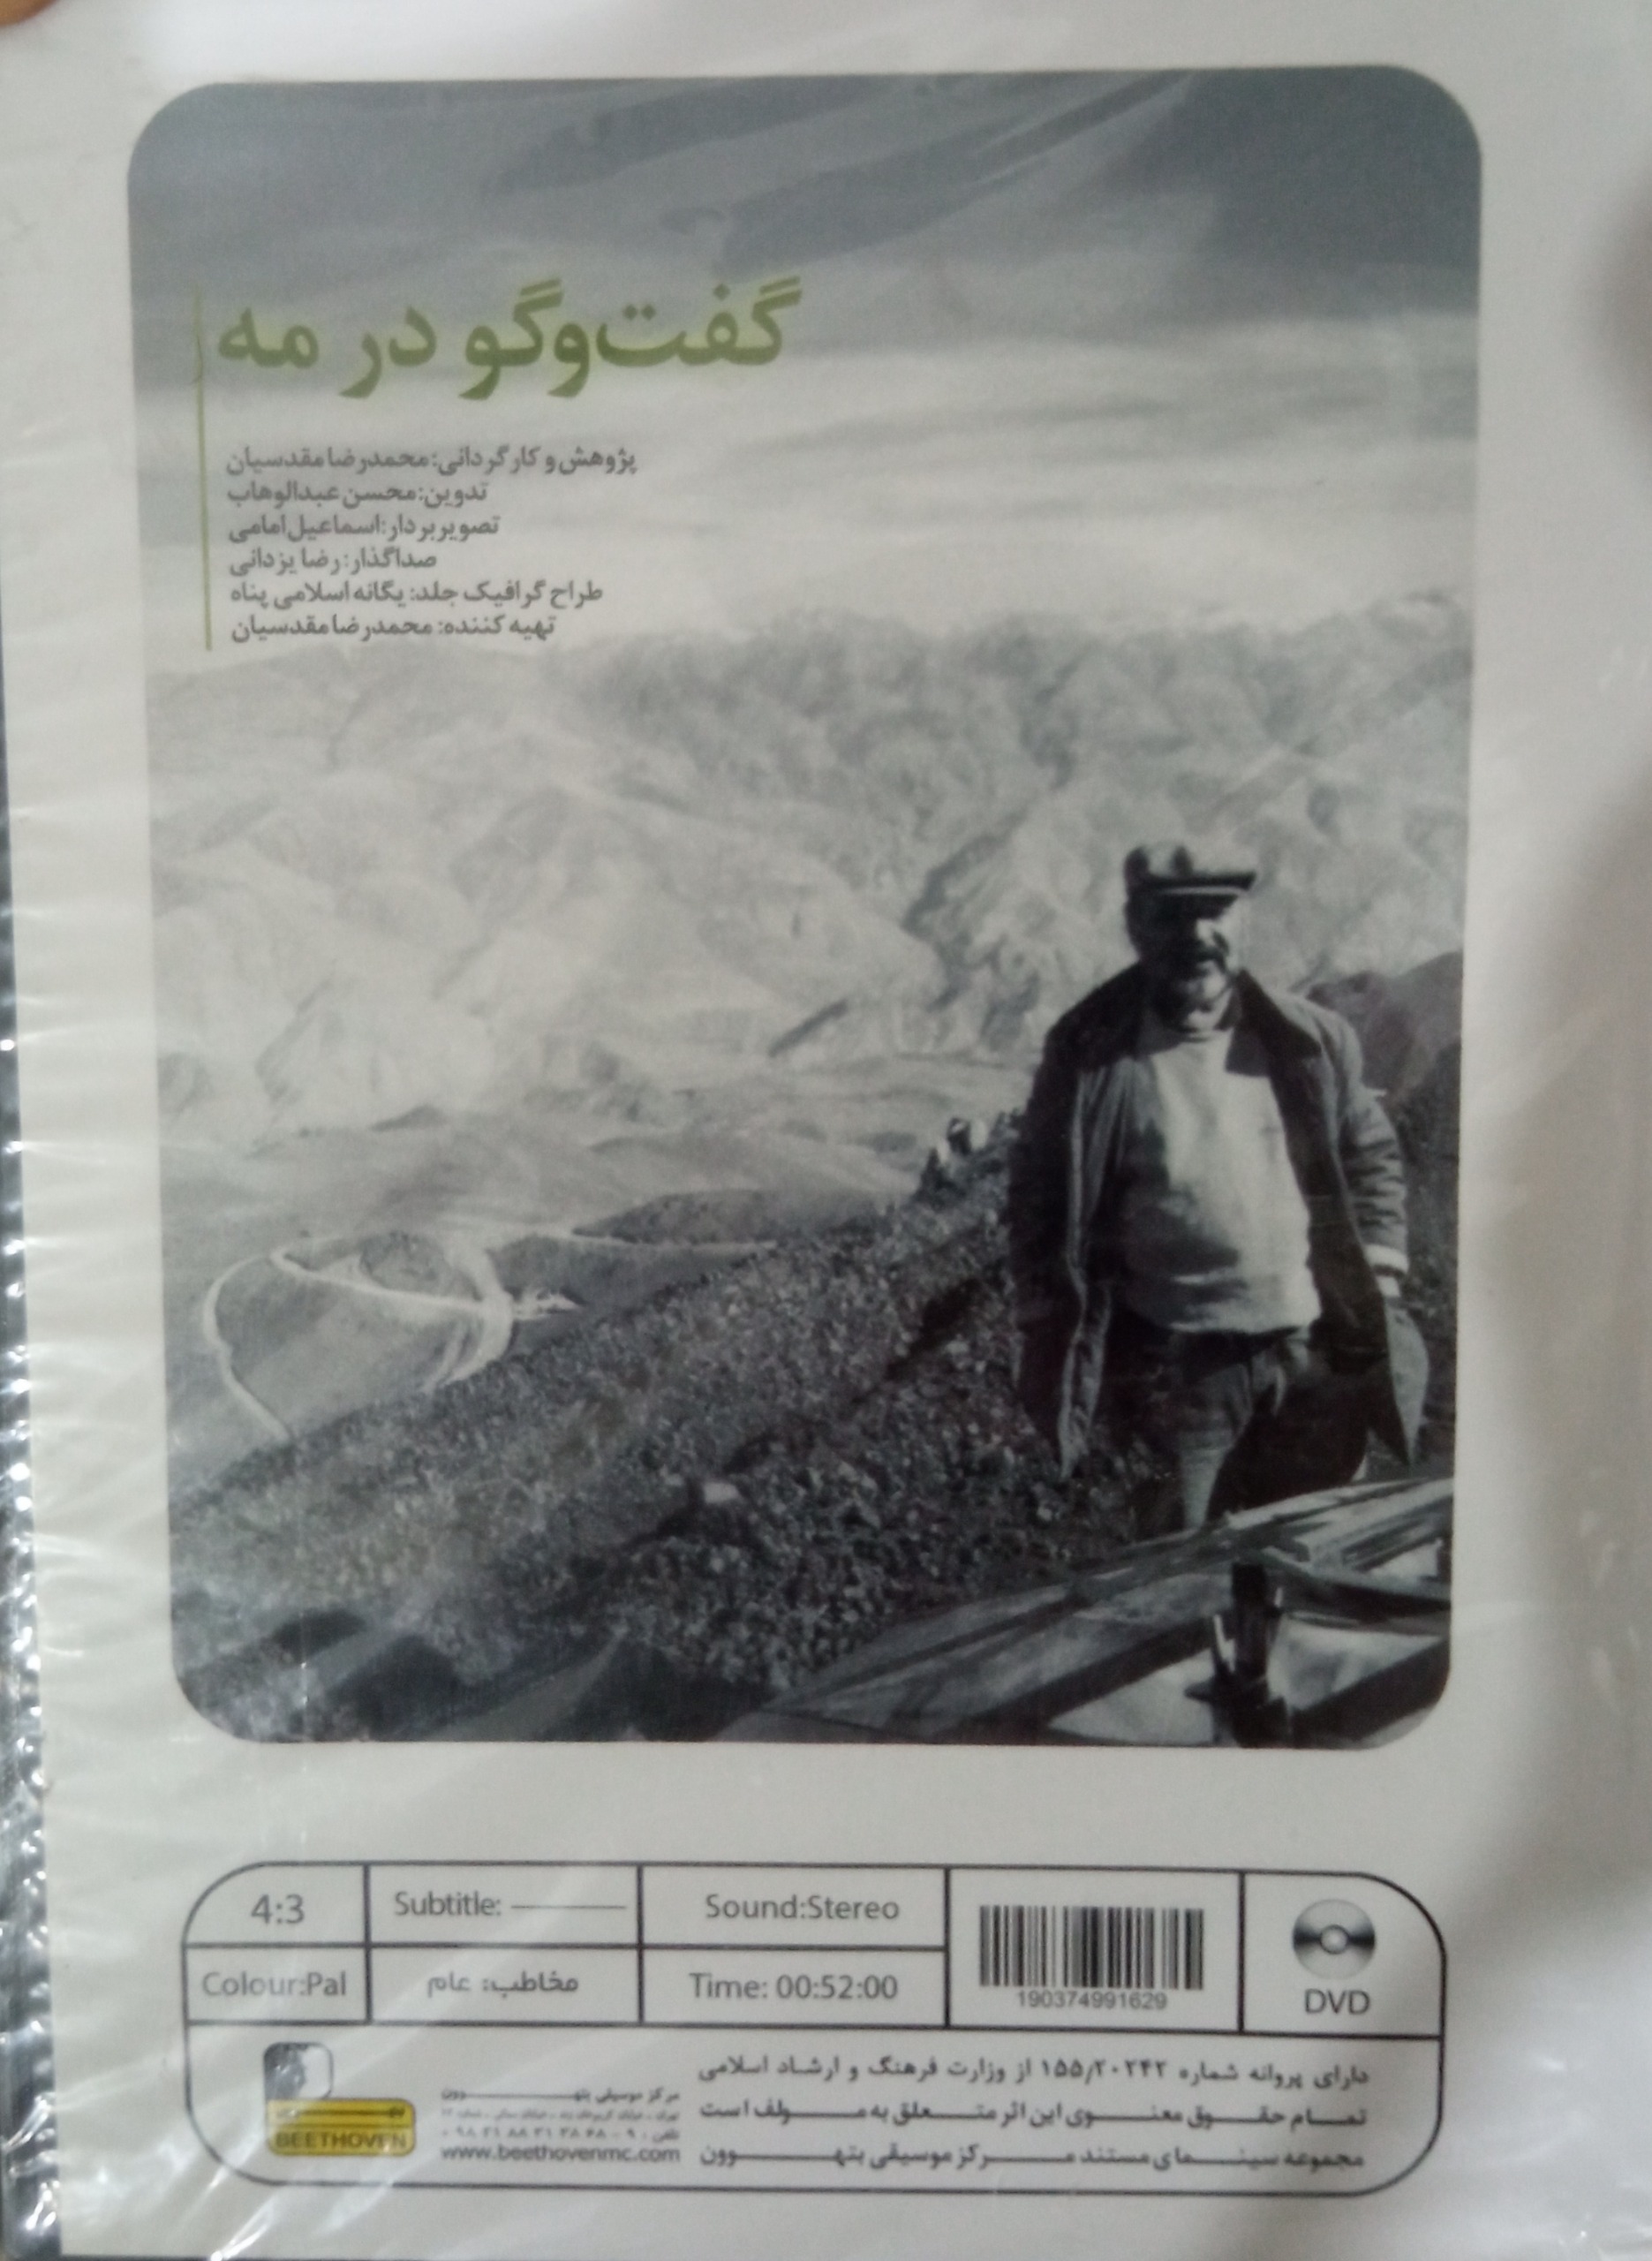 گفت‌وگو در مه
پژوهش و کارگردانی: محمدرضا مقدسیان
تدوین: محسن عبدالوهاب
تصویربردار: اسماعیل امامی
صداگذار: رضا یزدانی
طراح گرافیک جلد: یگانه اسلامی پناه
تهیه کننده: محمدرضا مقدسیان
4:3
Subtitle:
Sound:Stereo
Colour:Pal
مخاطب: عام
Time: 00:52:00
190374991629
DVD
دارای پروانه شماره ۱۵۵/۲۰۲۴۲ از وزارت فرهنگ و ارشاد اسلامی
تمام حقوق معنوی این اثر متعلق به مولف است
مجموعه سینمای مستند مرکز موسیقی بتهوون
مرکز موسیقی بتهوون
www.beethovenmc.com
BEETHOVEN